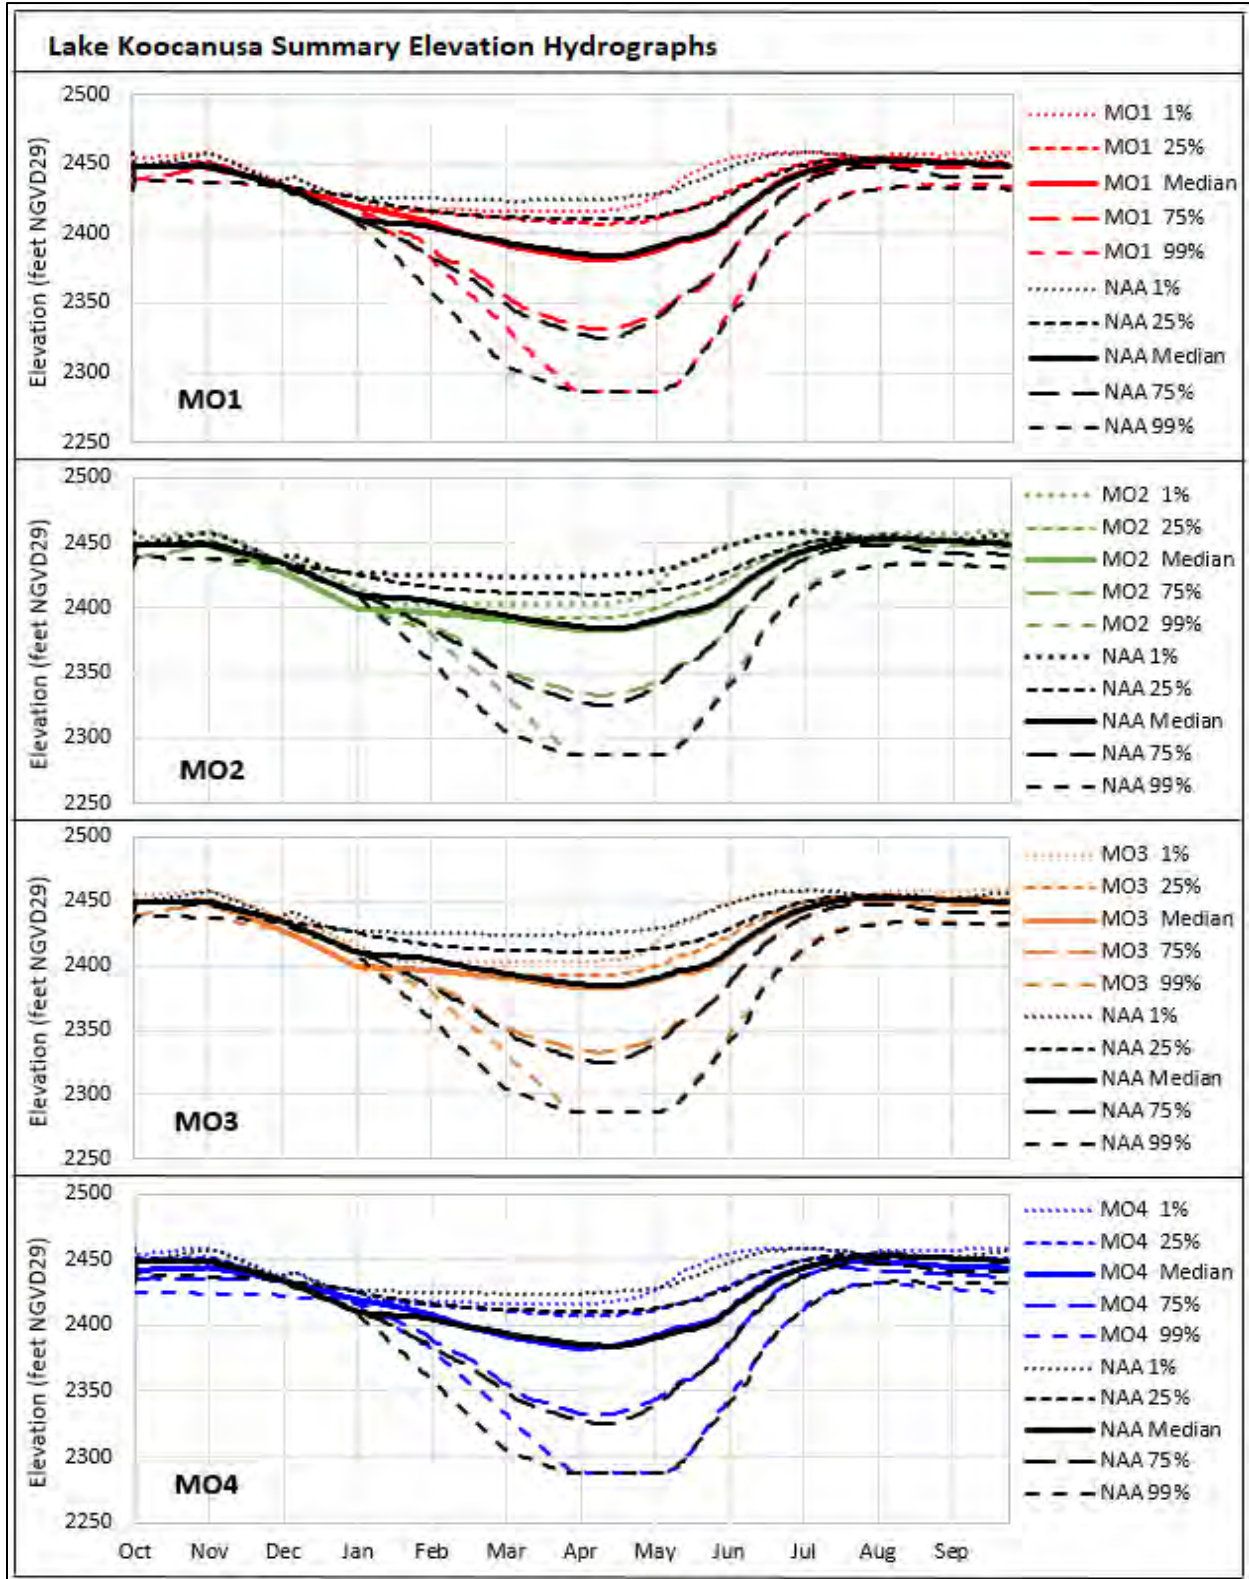 Lake Koocanusa Summary Elevation Hydrographs
Elevation (feet NGVD29)
2500
2450
2400
2350
2300
2250
MO1
MO1 1%
MO1 25%
MO1 Median
MO1 75%
MO1 99%
NAA 1%
NAA 25%
NAA Median
NAA 75%
NAA 99%
Elevation (feet NGVD29)
2500
2450
2400
2350
2300
2250
MO2
MO2 1%
MO2 25%
MO2 Median
MO2 75%
MO2 99%
NAA 1%
NAA 25%
NAA Median
NAA 75%
NAA 99%
Elevation (feet NGVD29)
2500
2450
2400
2350
2300
2250
MO3
MO3 1%
MO3 25%
MO3 Median
MO3 75%
MO3 99%
NAA 1%
NAA 25%
NAA Median
NAA 75%
NAA 99%
Elevation (feet NGVD29)
2500
2450
2400
2350
2300
2250
MO4
MO4 1%
MO4 25%
MO4 Median
MO4 75%
MO4 99%
NAA 1%
NAA 25%
NAA Median
NAA 75%
NAA 99%
Oct Nov Dec Jan Feb Mar Apr May Jun Jul Aug Sep